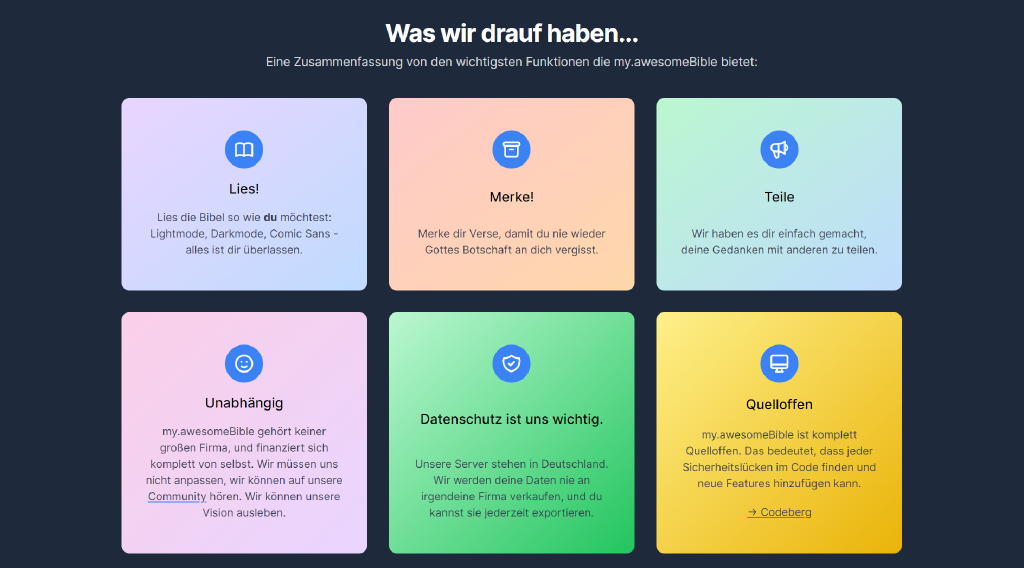 Was wir drauf haben...
Eine Zusammenfassung von den wichtigsten Funktionen die my.awesomeBible bietet:
Lies!
Lies die Bibel so wie du möchtest:
Lightmode, Darkmode, Comic Sans -
alles ist dir überlassen.
Merke!
Merke dir Verse, damit du nie wieder
Gottes Botschaft an dich vergisst.
Teile
Wir haben es dir einfach gemacht,
deine Gedanken mit anderen zu teilen.
Unabhängig
my.awesomeBible gehört keiner
großen Firma, und finanziert sich
komplett von selbst. Wir müssen uns
nicht anpassen, wir können auf unsere
Community hören. Wir können unsere
Vision ausleben.
Datenschutz ist uns wichtig.
Unsere Server stehen in Deutschland.
Wir werden deine Daten nie an
irgendeine Firma verkaufen, und du
kannst sie jederzeit exportieren.
Quelloffen
my.awesomeBible ist komplett
Quelloffen. Das bedeutet, dass jeder
Sicherheitslücken im Code finden und
neue Features hinzufügen kann.
→ Codeberg